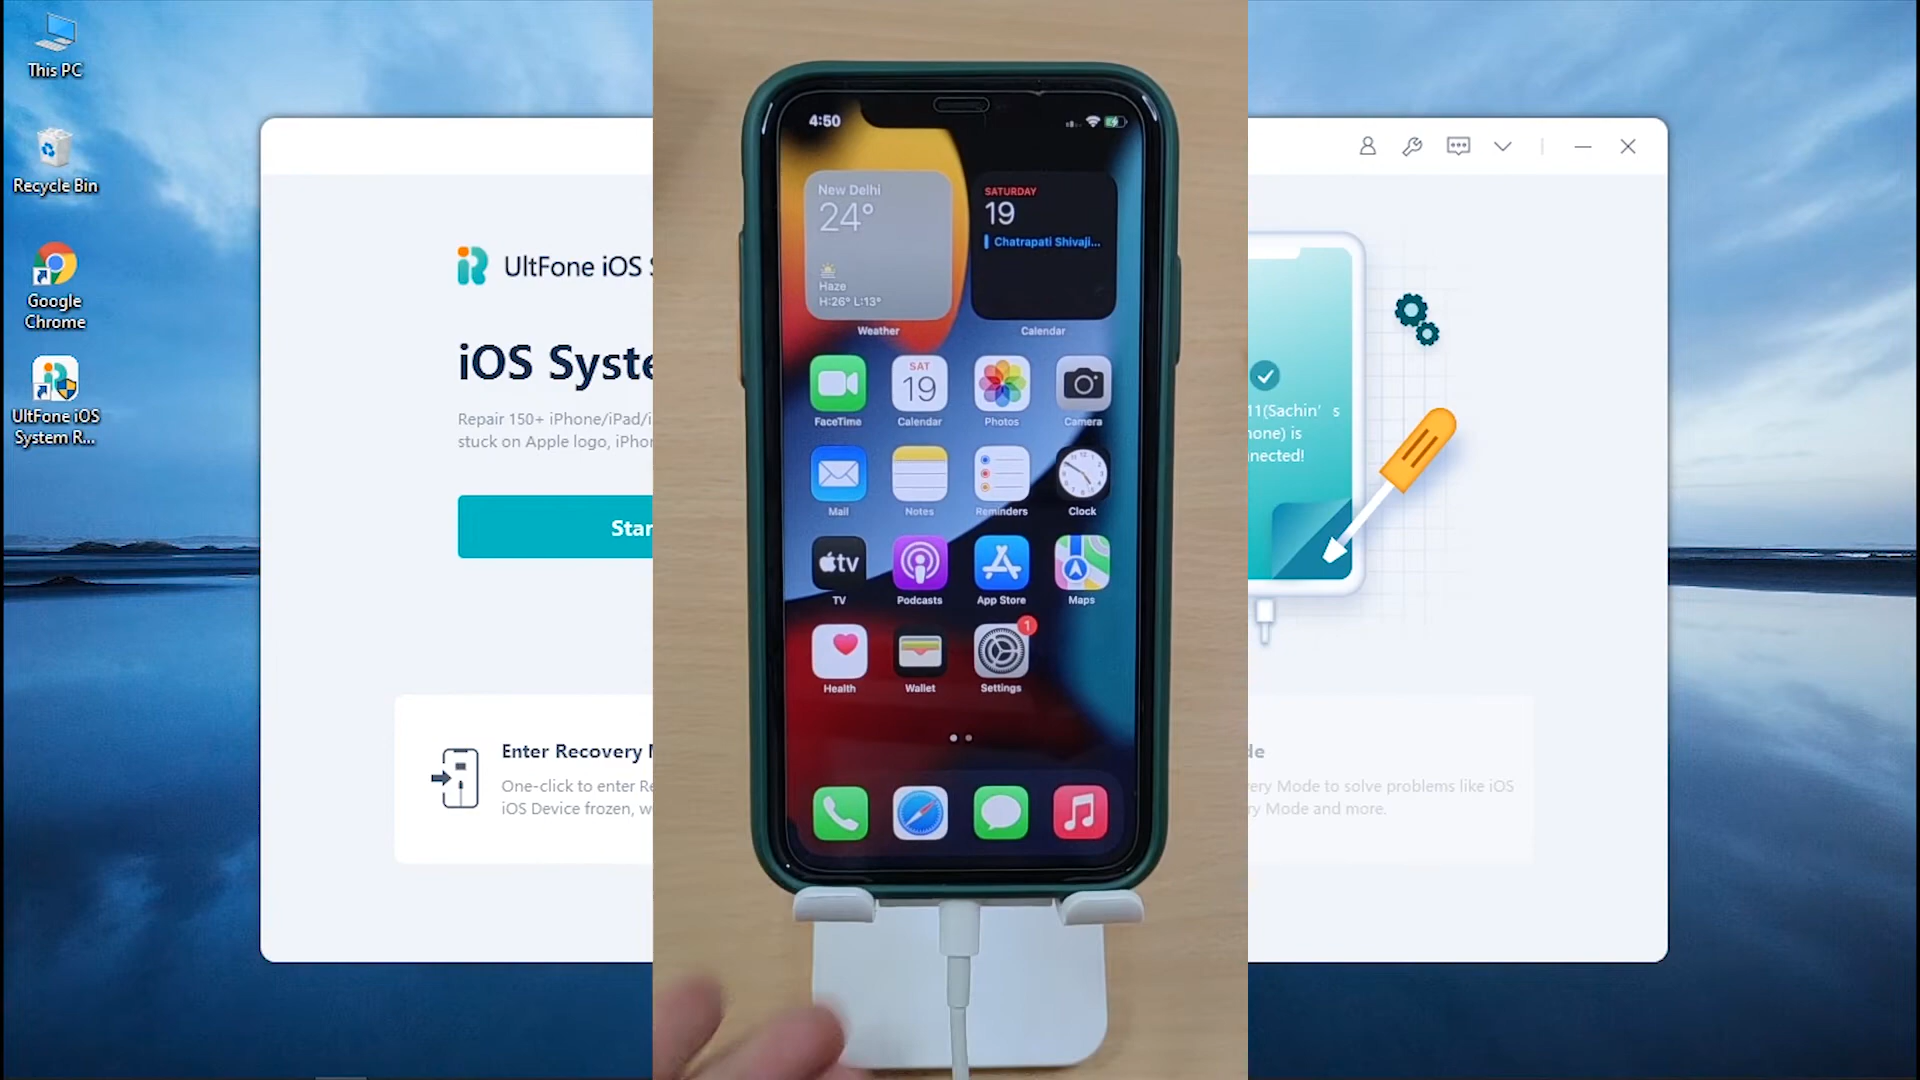 This PC
Recycle Bin
Google
Chrome
UltFone iOS
System R...
UltFone iOS
iOS Syste
Repair 150+ iPhone/iPad/i
stuck on Apple logo, iPhon
Star
Enter Recovery
One-click to enter Re
iOS Device frozen, w
4:50
New Delhi
24°
Haze
H:26° L:13°
Weather
SATURDAY
19
Chatrapati Shivaji...
Calendar
FaceTime
SAT
19
Calendar
Photos
Camera
Mail
Notes
Reminders
Clock
tv
TV
Podcasts
App Store
Maps
Health
Wallet
1
Settings
11(Sachin's
hone) is
nnected!
de
very Mode to solve problems like iOS
ry Mode and more.